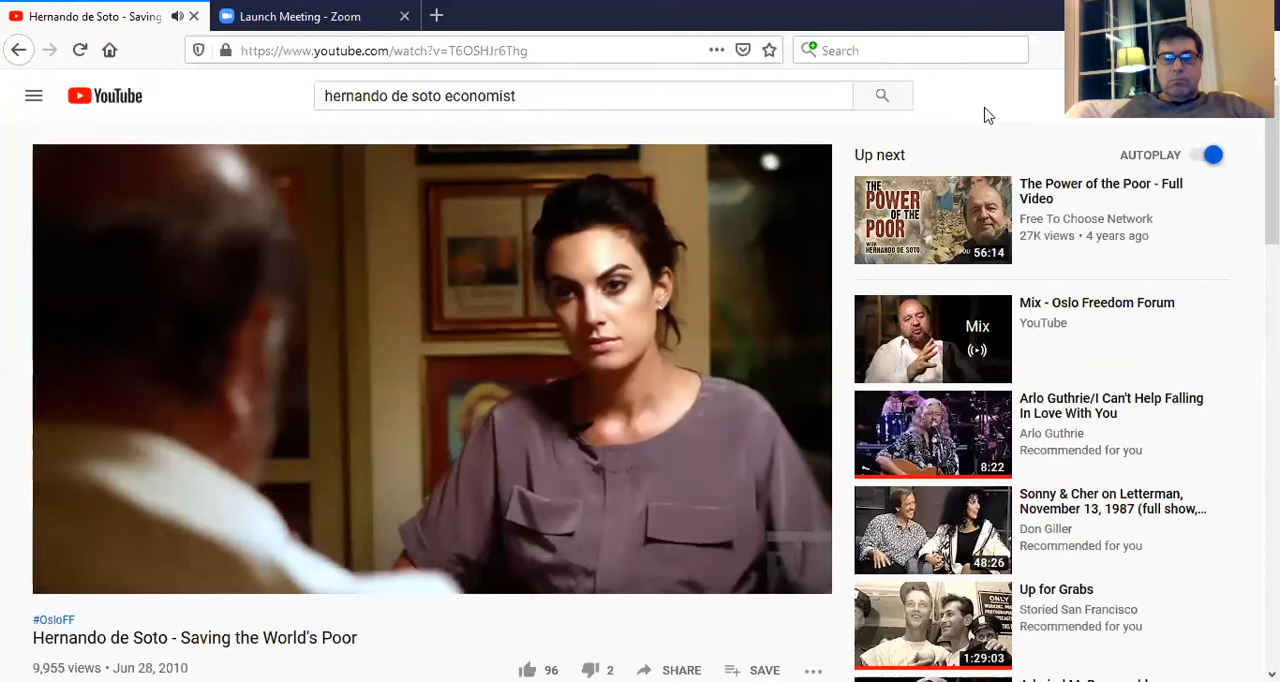 Hernando de Soto - Saving
Launch Meeting - Zoom
https://www.youtube.com/watch?v=T6OSHJr6Thg
Search
YouTube
hernando de soto economist
Up next
AUTOPLAY
THE
POWER
OF THE
POOR
WITH
HERNANDO DE SOTO
56:14
The Power of the Poor - Full
Video
Free To Choose Network
27K views • 4 years ago
Mix
Mix - Oslo Freedom Forum
YouTube
8:22
Arlo Guthrie/I Can't Help Falling
In Love With You
Arlo Guthrie
Recommended for you
48:26
Sonny & Cher on Letterman,
November 13, 1987 (full show,...
Don Giller
Recommended for you
ONLY
1:29:03
Up for Grabs
Storied San Francisco
Recommended for you
#OsloFF
Hernando de Soto - Saving the World's Poor
9,955 views • Jun 28, 2010
96
2
SHARE
SAVE